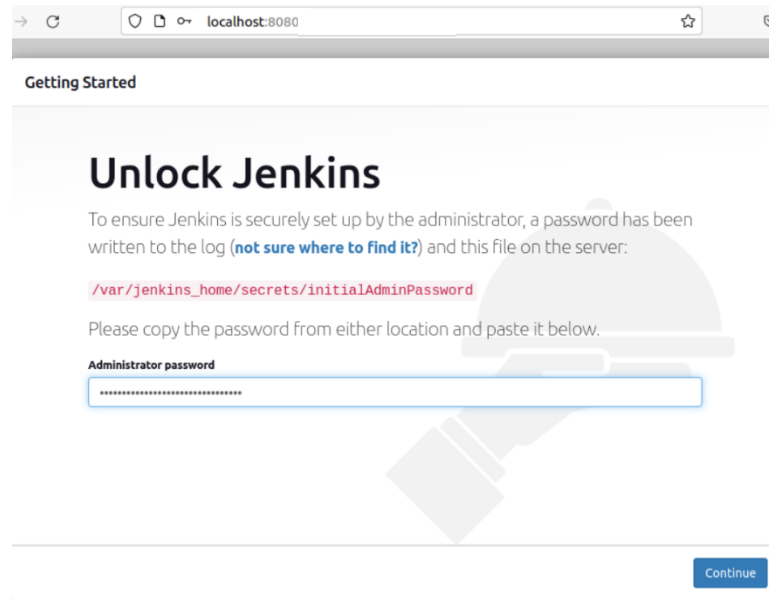 localhost:8080
Getting Started
Unlock Jenkins
To ensure Jenkins is securely set up by the administrator, a password has been
written to the log (not sure where to find it?) and this file on the server:
/var/jenkins_home/secrets/initialAdminPassword
Please copy the password from either location and paste it below.
Administrator password
Continue